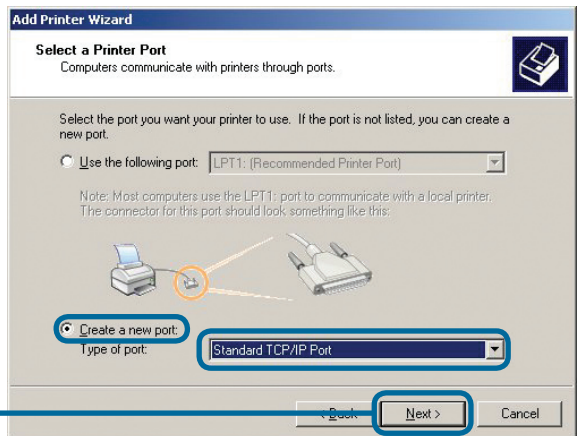 Add Printer Wizard
Select a Printer Port
Computers communicate with printers through ports.
Select the port you want your printer to use. If the port is not listed, you can create a
new port.
Use the following port: LPT1: (Recommended Printer Port)
Note: Most computers use the LPT1: port to communicate with a local printer.
The connector for this port should look something like this:
Create a new port:
Type of port: Standard TCP/IP Port
< Back Next > Cancel